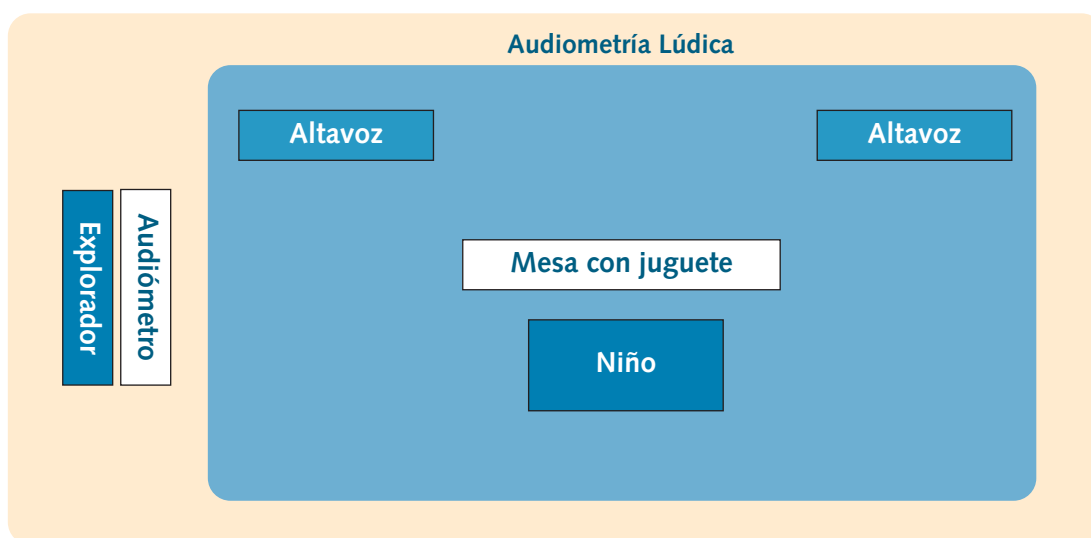 Audiometría Lúdica
Altavoz
Altavoz
Explorador
Audiómetro
Mesa con juguete
Niño